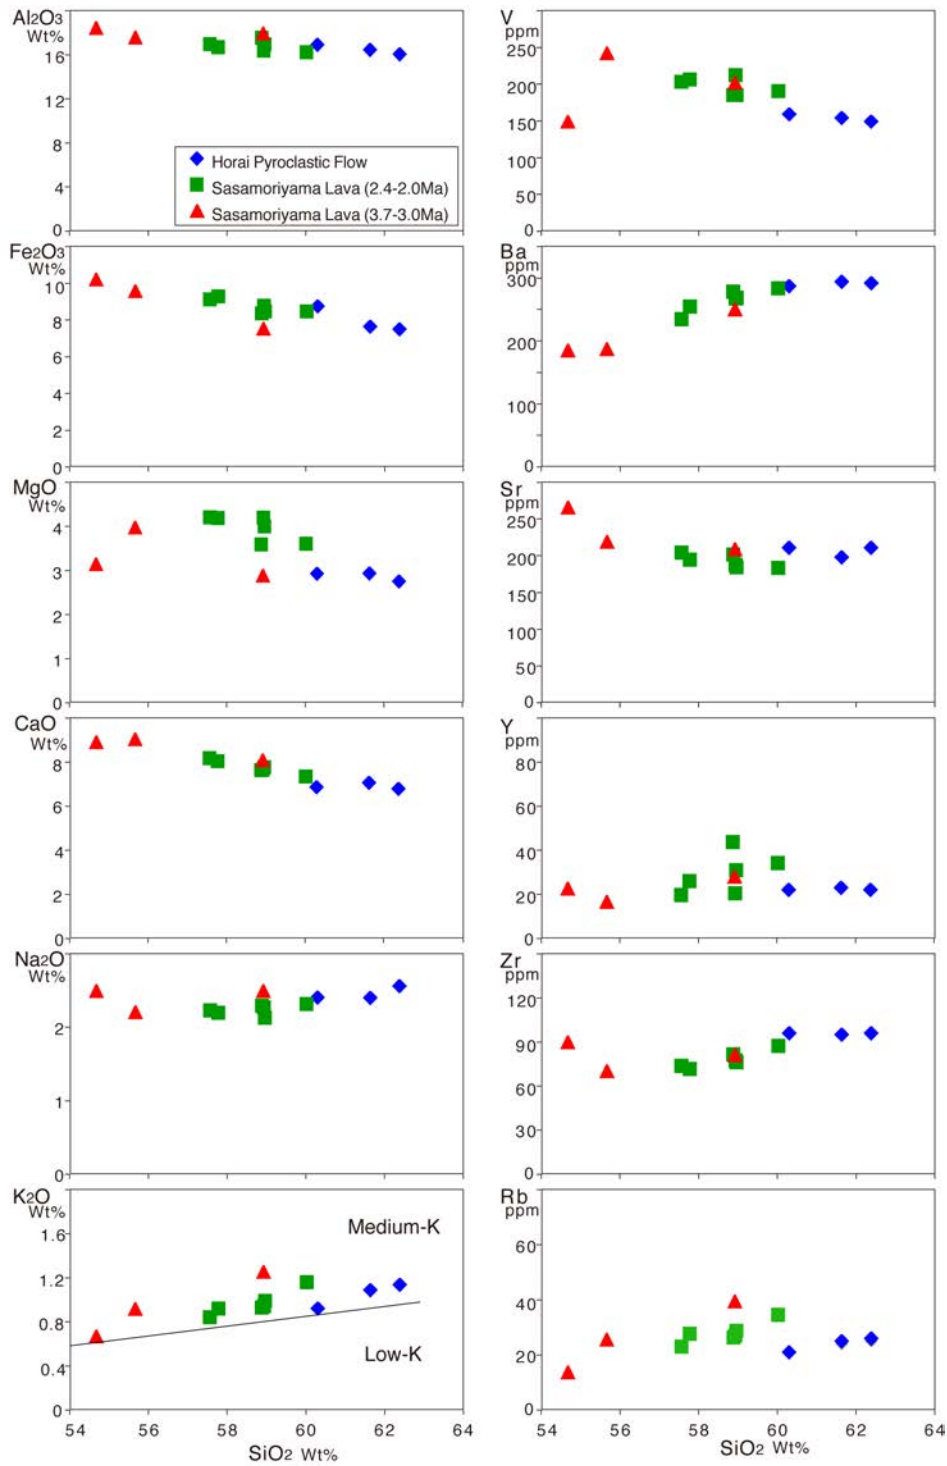 Al2O3
Wt%
16
12
8
4
0
Horai Pyroclastic Flow
Sasamoriyama Lava (2.4-2.0Ma)
Sasamoriyama Lava (3.7-3.0Ma)
Fe2O3
Wt%
10
8
6
4
2
0
MgO
Wt%
4
3
2
1
0
CaO
Wt%
8
6
4
2
0
Na2O
Wt%
2
1
0
K2O
Wt%
1.6
1.2
0.8
0.4
0
Medium-K
Low-K
54 56 58 60 62 64
SiO2 Wt%
V
ppm
250
200
150
100
50
0
Ba
ppm
300
200
100
0
Sr
ppm
250
200
150
100
50
0
Y
ppm
80
60
40
20
0
Zr
ppm
120
90
60
30
0
Rb
ppm
60
40
20
0
54 56 58 60 62 64
SiO2 Wt%